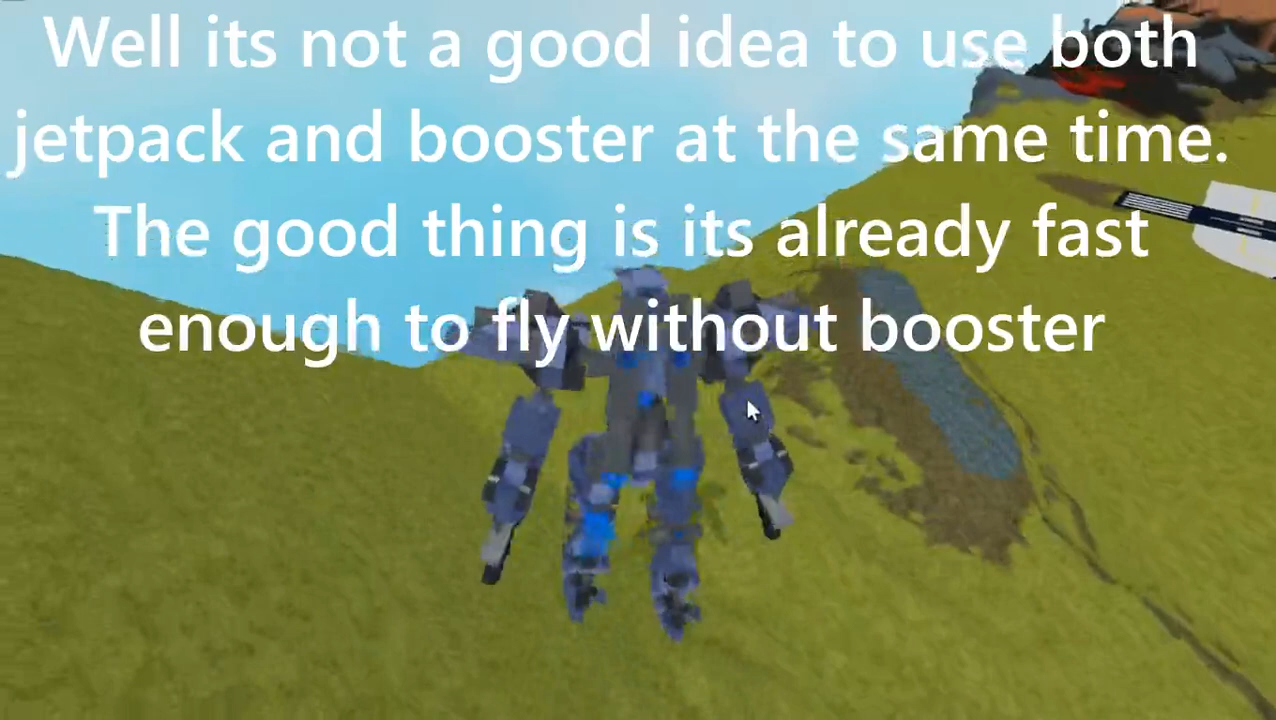 Well its not a good idea to use both
jetpack and booster at the same time.
The good thing is its already fast
enough to fly without booster